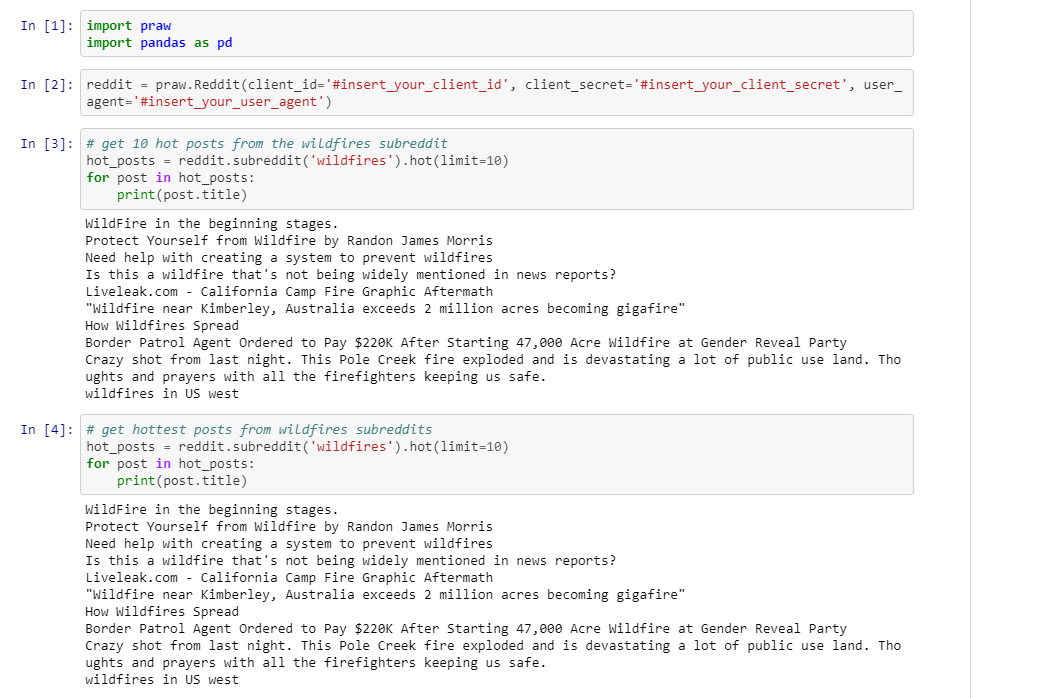 In [1]: import praw
import pandas as pd
In [2]: reddit = praw.Reddit(client_id='#insert_your_client_id', client_secret='#insert_your_client_secret', user_
agent='#insert_your_user_agent')
In [3]: # get 10 hot posts from the wildfires subreddit
hot_posts = reddit.subreddit('wildfires').hot(limit=10)
for post in hot_posts:
    print(post.title)
WildFire in the beginning stages.
Protect Yourself from Wildfire by Randon James Morris
Need help with creating a system to prevent wildfires
Is this a wildfire that's not being widely mentioned in news reports?
Liveleak.com - California Camp Fire Graphic Aftermath
"Wildfire near Kimberley, Australia exceeds 2 million acres becoming gigafire"
How Wildfires Spread
Border Patrol Agent Ordered to Pay $220K After Starting 47,000 Acre Wildfire at Gender Reveal Party
Crazy shot from last night. This Pole Creek fire exploded and is devastating a lot of public use land. Tho
ughts and prayers with all the firefighters keeping us safe.
wildfires in US west
In [4]: # get hottest posts from wildfires subreddits
hot_posts = reddit.subreddit('wildfires').hot(limit=10)
for post in hot_posts:
    print(post.title)
WildFire in the beginning stages.
Protect Yourself from Wildfire by Randon James Morris
Need help with creating a system to prevent wildfires
Is this a wildfire that's not being widely mentioned in news reports?
Liveleak.com - California Camp Fire Graphic Aftermath
"Wildfire near Kimberley, Australia exceeds 2 million acres becoming gigafire"
How Wildfires Spread
Border Patrol Agent Ordered to Pay $220K After Starting 47,000 Acre Wildfire at Gender Reveal Party
Crazy shot from last night. This Pole Creek fire exploded and is devastating a lot of public use land. Tho
ughts and prayers with all the firefighters keeping us safe.
wildfires in US west